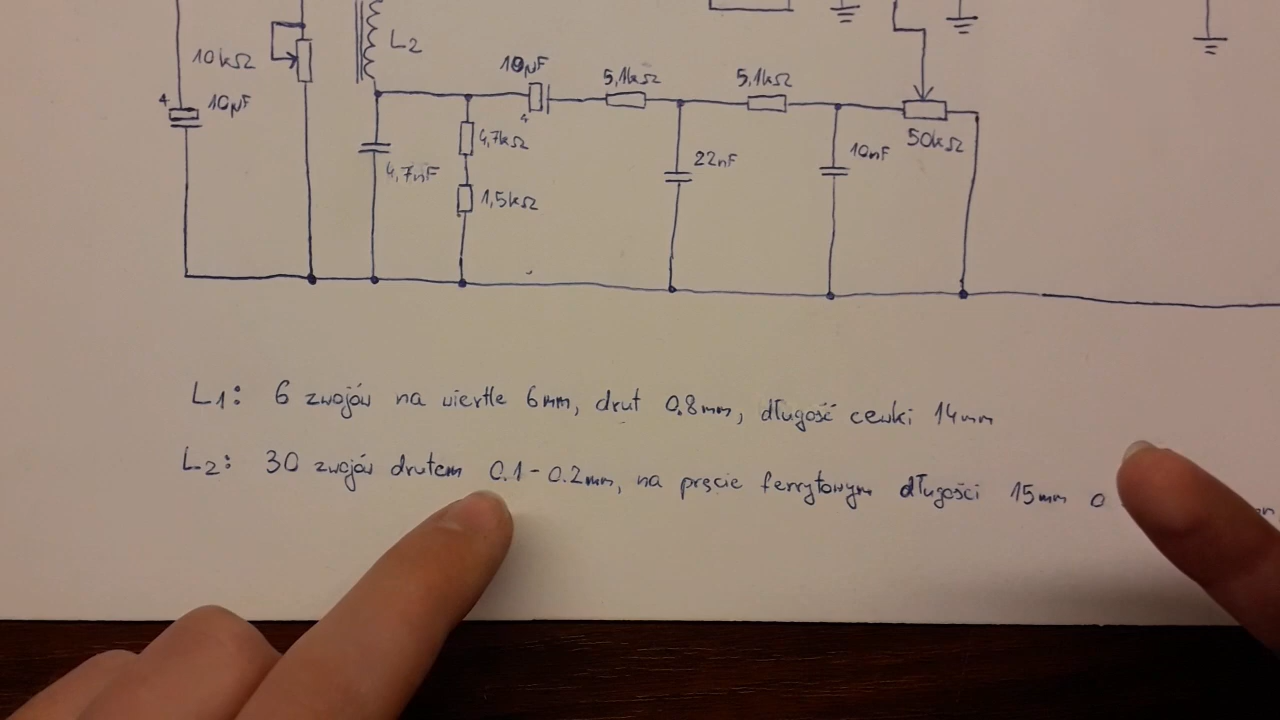 L2
10kΩ
10µF
5,1kΩ
5,1kΩ
+
10µF
50kΩ
+
4,7kΩ
10nF
22nF
4,7nF
1,5kΩ
L1: 6 zwojów na wiertle 6mm, drut 0.8mm, długość cewki 14mm
L2: 30 zwojów drutem 0.1-0.2mm, na pręcie ferrytowym długości 15mm o